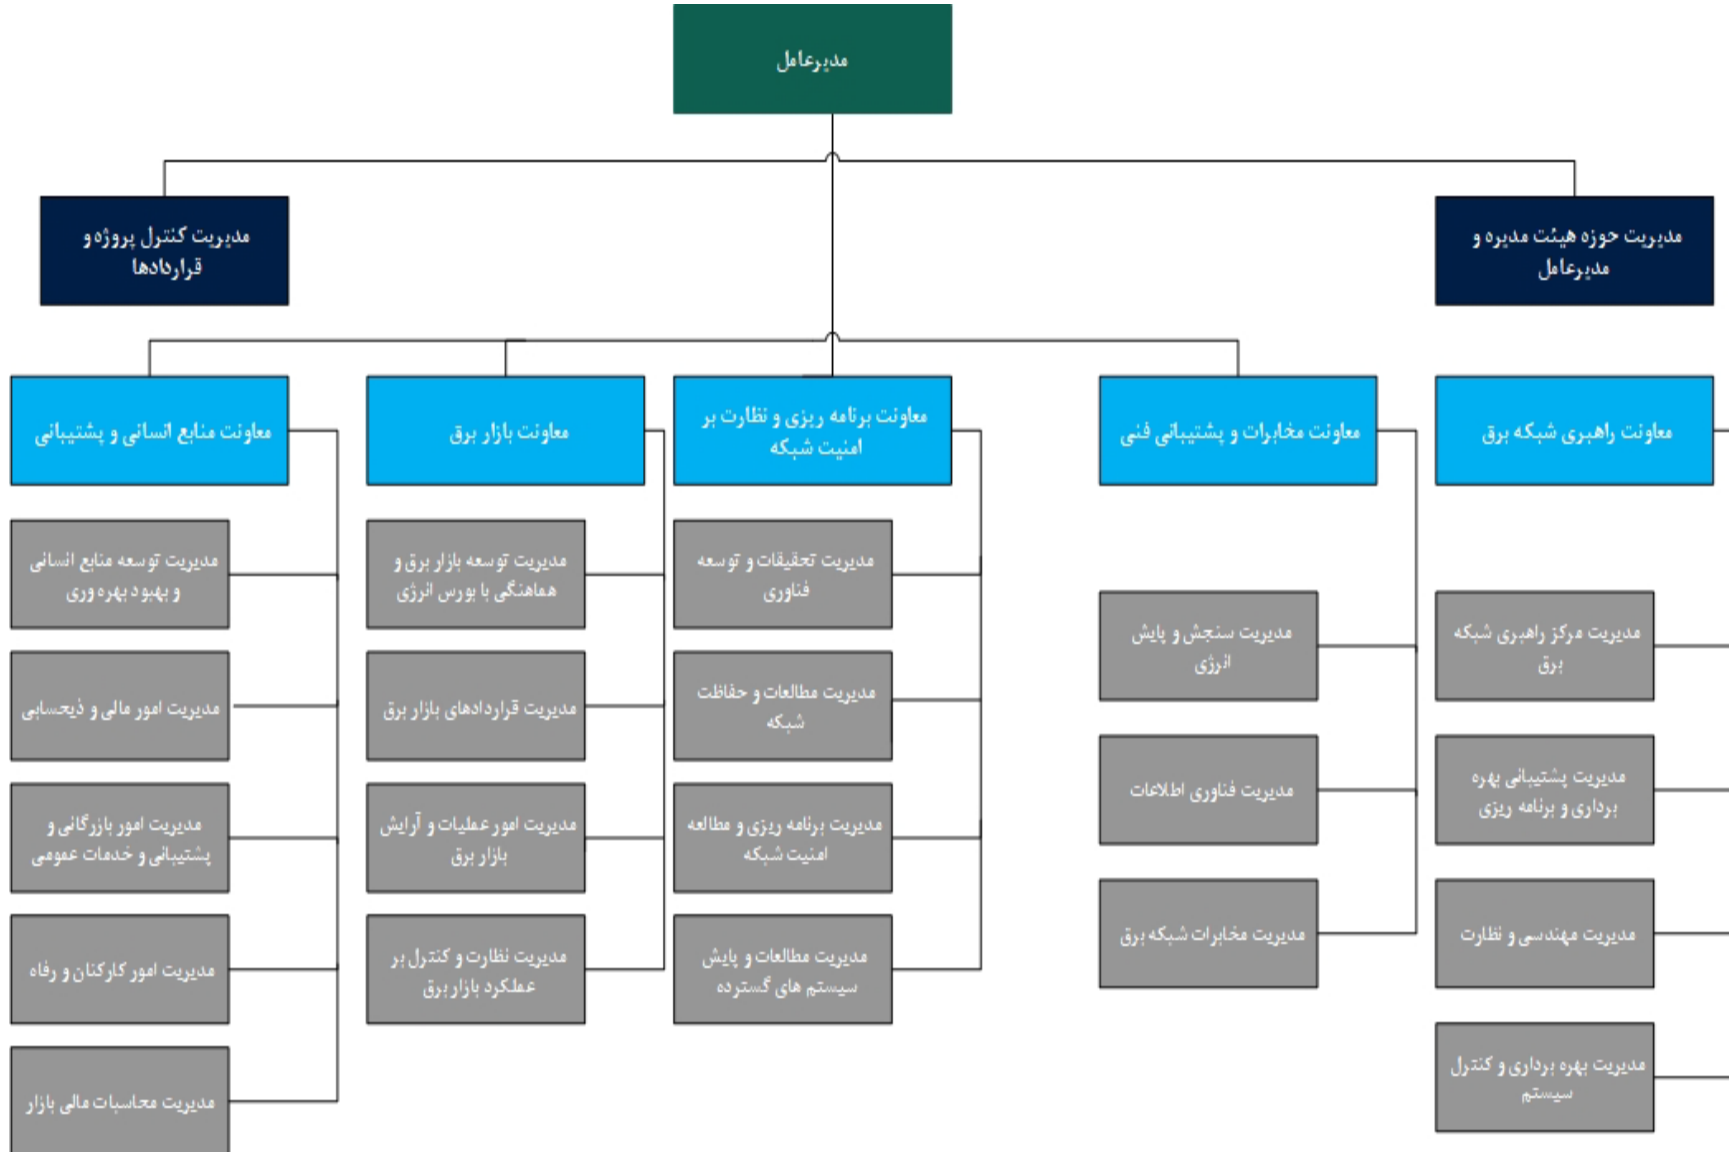 مدیرعامل
مدیریت حوزه هیئت مدیره و
مدیرعامل
مدیریت کنترل پروژه و
قراردادها
معاونت راهبری شبکه برق
معاونت مخابرات و پشتیبانی فنی
معاونت برنامه ریزی و نظارت بر
امنیت شبکه
معاونت بازار برق
معاونت منابع انسانی و پشتیبانی
مدیریت مرکز راهبری شبکه
برق
مدیریت پشتیبانی بهره
برداری و برنامه ریزی
مدیریت مهندسی و نظارت
مدیریت بهره برداری و کنترل
سیستم
مدیریت سنجش و پایش
انرژی
مدیریت فناوری اطلاعات
مدیریت مخابرات شبکه برق
مدیریت تحقیقات و توسعه
فناوری
مدیریت مطالعات و حفاظت
شبکه
مدیریت برنامه ریزی و مطالعه
امنیت شبکه
مدیریت مطالعات و پایش
سیستم های گسترده
مدیریت توسعه بازار برق و
هماهنگی با بورس انرژی
مدیریت قراردادهای بازار برق
مدیریت امور عملیات و آرایش
بازار برق
مدیریت نظارت و کنترل بر
عملکرد بازار برق
مدیریت توسعه منابع انسانی
و بهبود بهره وری
مدیریت امور مالی و ذیحسابی
مدیریت امور بازرگانی و
پشتیبانی و خدمات عمومی
مدیریت امور کارکنان و رفاه
مدیریت محاسبات مالی بازار